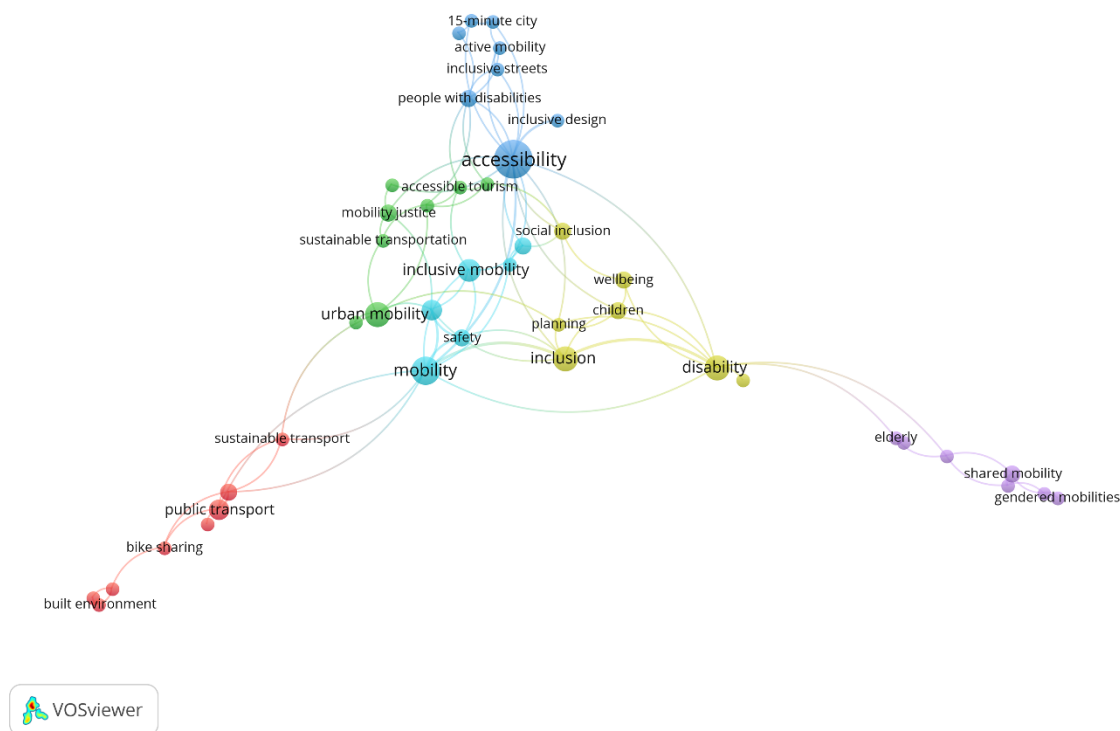 15-minute city
active mobility
inclusive streets
people with disabilities
inclusive design
accessibility
accessible tourism
mobility justice
social inclusion
sustainable transportation
inclusive mobility
wellbeing
children
urban mobility
planning
safety
inclusion
disability
mobility
elderly
sustainable transport
shared mobility
gendered mobilities
public transport
bike sharing
built environment
VOSviewer